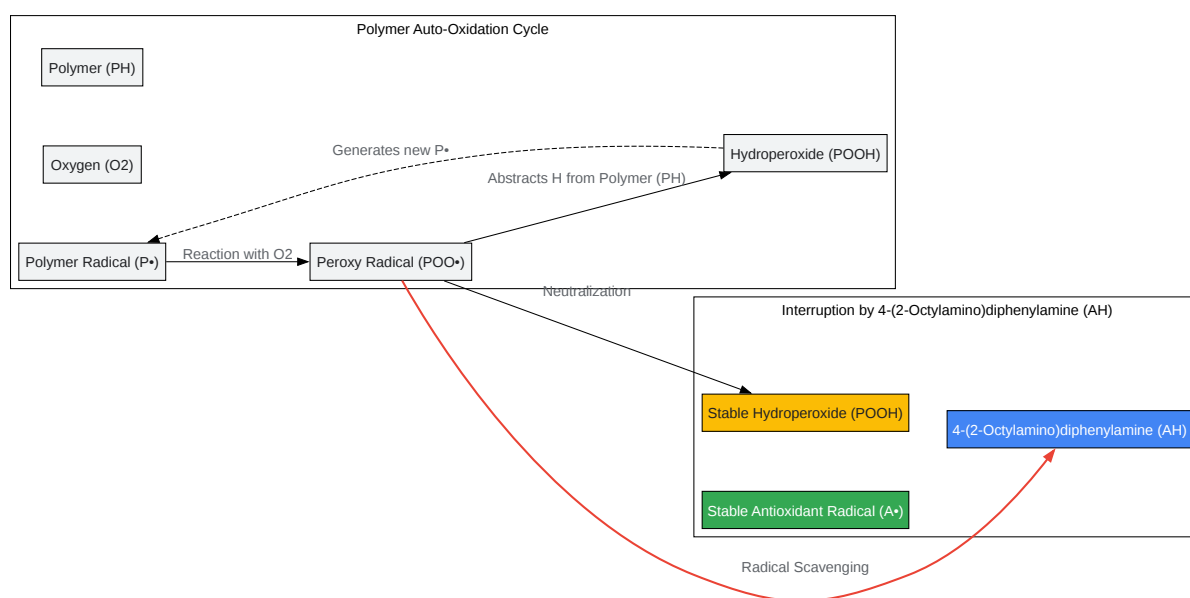 Polymer Auto-Oxidation Cycle
Polymer (PH)
Generates new P•
Hydroperoxide (POOH)
Oxygen (O2)
Abstracts H from Polymer (PH)
Polymer Radical (P•)
Reaction with O2
Peroxy Radical (POO•)
Neutralization
Interruption by 4-(2-Octylamino)diphenylamine (AH)
Stable Hydroperoxide (POOH)
4-(2-Octylamino)diphenylamine (AH)
Stable Antioxidant Radical (A•)
Radical Scavenging